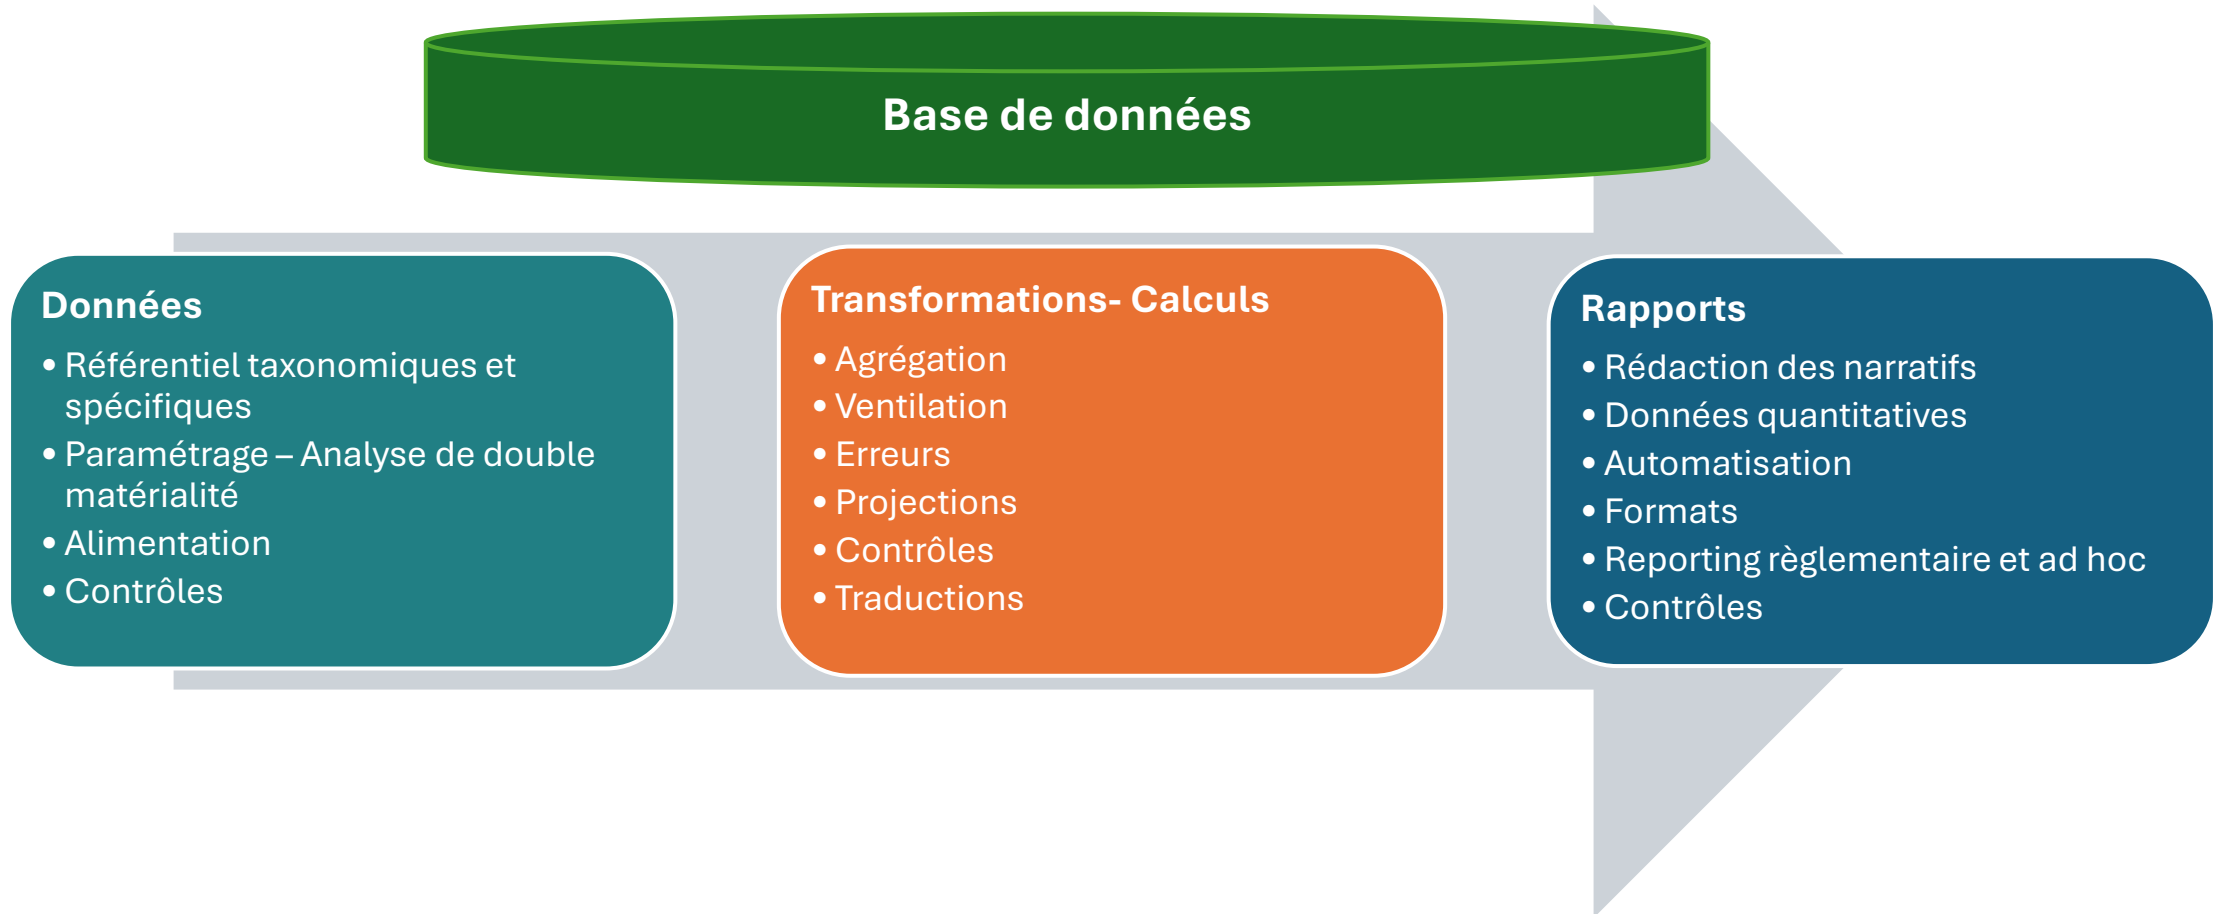 Base de données
Données
• Référentiel taxonomiques et
spécifiques
• Paramétrage – Analyse de double
matérialité
• Alimentation
• Contrôles
Transformations- Calculs
• Agrégation
• Ventilation
• Erreurs
• Projections
• Contrôles
• Traductions
Rapports
• Rédaction des narratifs
• Données quantitatives
• Automatisation
• Formats
• Reporting règlementaire et ad hoc
• Contrôles